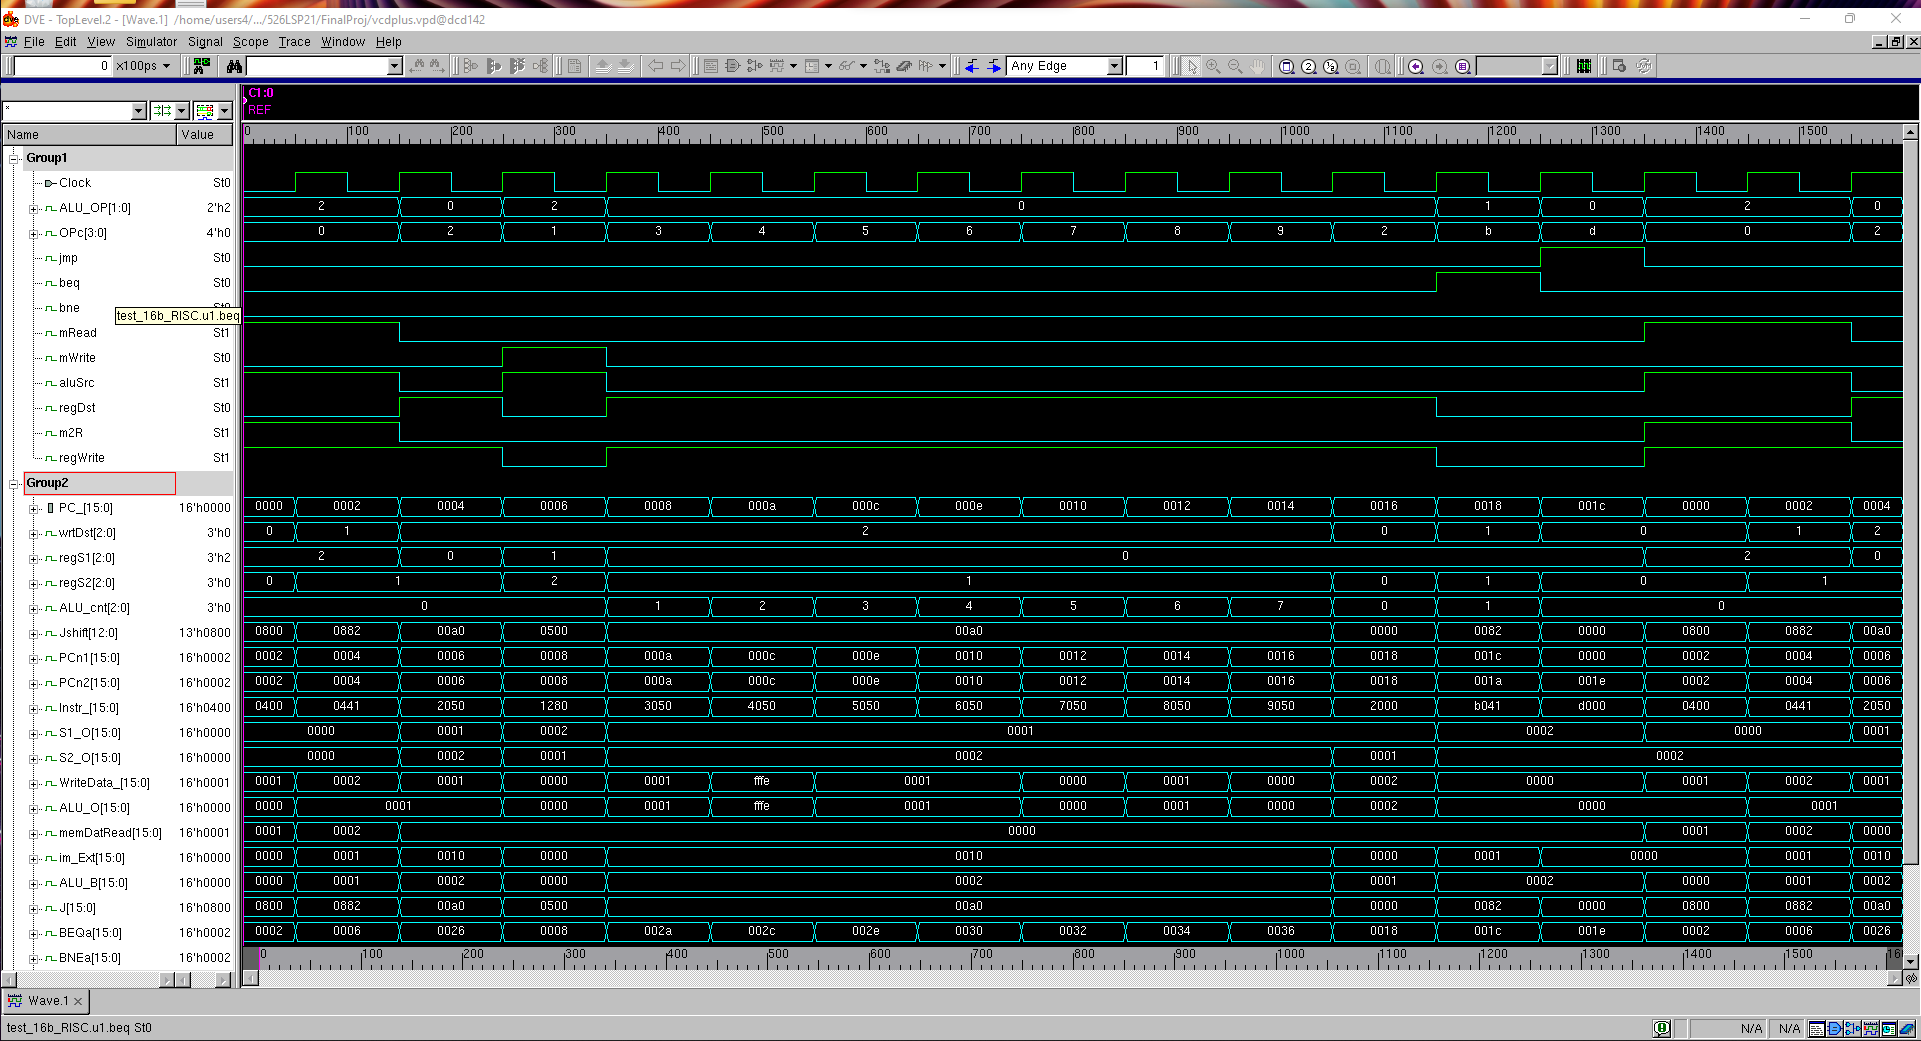 DVE - TopLevel.2 - [Wave.1] /home/users4/.../526LSP21/FinalProj/vcdplus.vpd@dcd142
File Edit View Simulator Signal Scope Trace Window Help
0 x100ps Any Edge 1
C1:0
REF
*
Name Value 0 100 200 300 400 500 600 700 800 900 1000 1100 1200 1300 1400 1500
Group1
Clock St0
ALU_OP[1:0] 2'h2 2 0 2 0 1 0 2 0
OPc[3:0] 4'h0 0 2 1 3 4 5 6 7 8 9 2 b d 0 2
jmp St0
beq St0
bne St0
test_16b_RISC.u1.beq
mRead St1
mWrite St0
aluSrc St1
regDst St0
m2R St1
regWrite St1
Group2
PC_[15:0] 16'h0000 0000 0002 0004 0006 0008 000a 000c 000e 0010 0012 0014 0016 0018 001c 0000 0002 0004
wrtDst[2:0] 3'h0 0 1 2 0 1 0 1 2
regS1[2:0] 3'h2 2 0 1 0 2 0
regS2[2:0] 3'h0 0 1 2 1 0 1 0 1
ALU_cnt[2:0] 3'h0 0 1 2 3 4 5 6 7 0 1 0
Jshift[12:0] 13'h0800 0800 0882 00a0 0500 00a0 0000 0082 0000 0800 0882 00a0
PCn1[15:0] 16'h0002 0002 0004 0006 0008 000a 000c 000e 0010 0012 0014 0016 0018 001c 0000 0002 0004 0006
PCn2[15:0] 16'h0002 0002 0004 0006 0008 000a 000c 000e 0010 0012 0014 0016 0018 001a 001e 0002 0004 0006
Instr_[15:0] 16'h0400 0400 0441 2050 1280 3050 4050 5050 6050 7050 8050 9050 2000 b041 d000 0400 0441 2050
S1_O[15:0] 16'h0000 0000 0001 0002 0001 0002 0000 0001
S2_O[15:0] 16'h0000 0000 0002 0001 0002 0001 0002
WriteData_[15:0] 16'h0001 0001 0002 0001 0000 0001 fffe 0001 0000 0001 0000 0002 0000 0001 0002 0001
ALU_O[15:0] 16'h0000 0000 0001 0000 0001 fffe 0001 0000 0001 0000 0002 0000 0001
memDatRead[15:0] 16'h0001 0001 0002 0000 0001 0002 0000
im_Ext[15:0] 16'h0000 0000 0001 0010 0000 0010 0000 0001 0000 0001 0010
ALU_B[15:0] 16'h0000 0000 0001 0002 0000 0002 0001 0002 0000 0001 0002
J[15:0] 16'h0800 0800 0882 00a0 0500 00a0 0000 0082 0000 0800 0882 00a0
BEQa[15:0] 16'h0002 0002 0006 0026 0008 002a 002c 002e 0030 0032 0034 0036 0018 001c 001e 0002 0006 0026
BNEa[15:0] 16'h0002 0 100 200 300 400 500 600 700 800 900 1000 1100 1200 1300 1400 1500
Wave.1
test_16b_RISC.u1.beq St0 N/A N/A